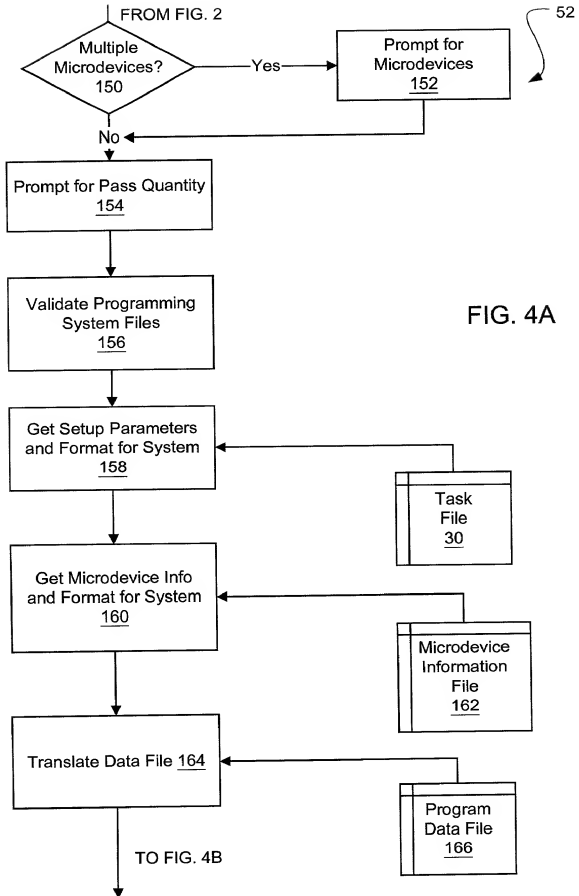 FROM FIG. 2
52
Multiple
Microdevices?
150
Yes
Prompt for
Microdevices
152
No
Prompt for Pass Quantity
154
Validate Programming
System Files
156
FIG. 4A
Get Setup Parameters
and Format for System
158
Task
File
30
Get Microdevice Info
and Format for System
160
Microdevice
Information
File
162
Translate Data File 164
Program
Data File
166
TO FIG. 4B